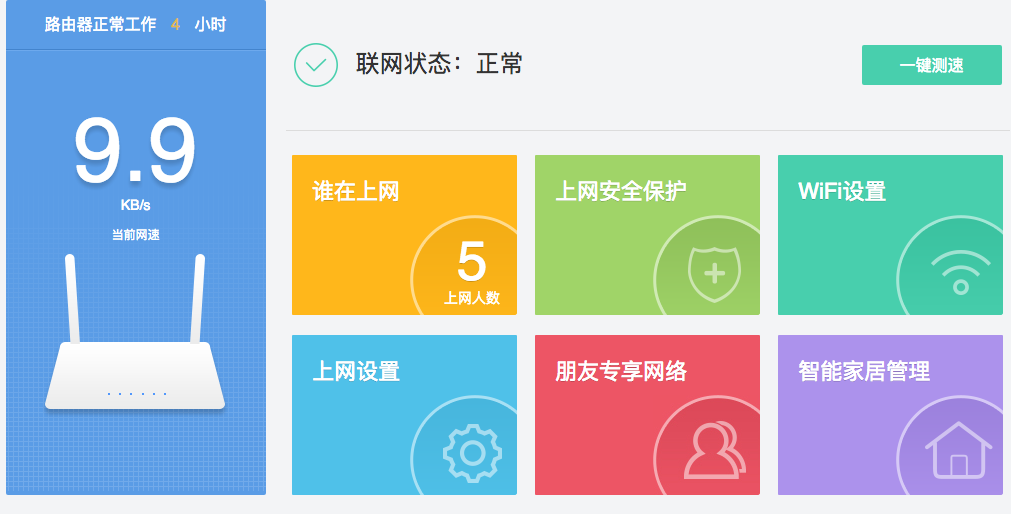 路由器正常工作 4 小时
9.9
KB/s
当前网速
联网状态：正常
一键测速
谁在上网
5
上网人数
上网安全保护
WiFi设置
上网设置
朋友专享网络
智能家居管理